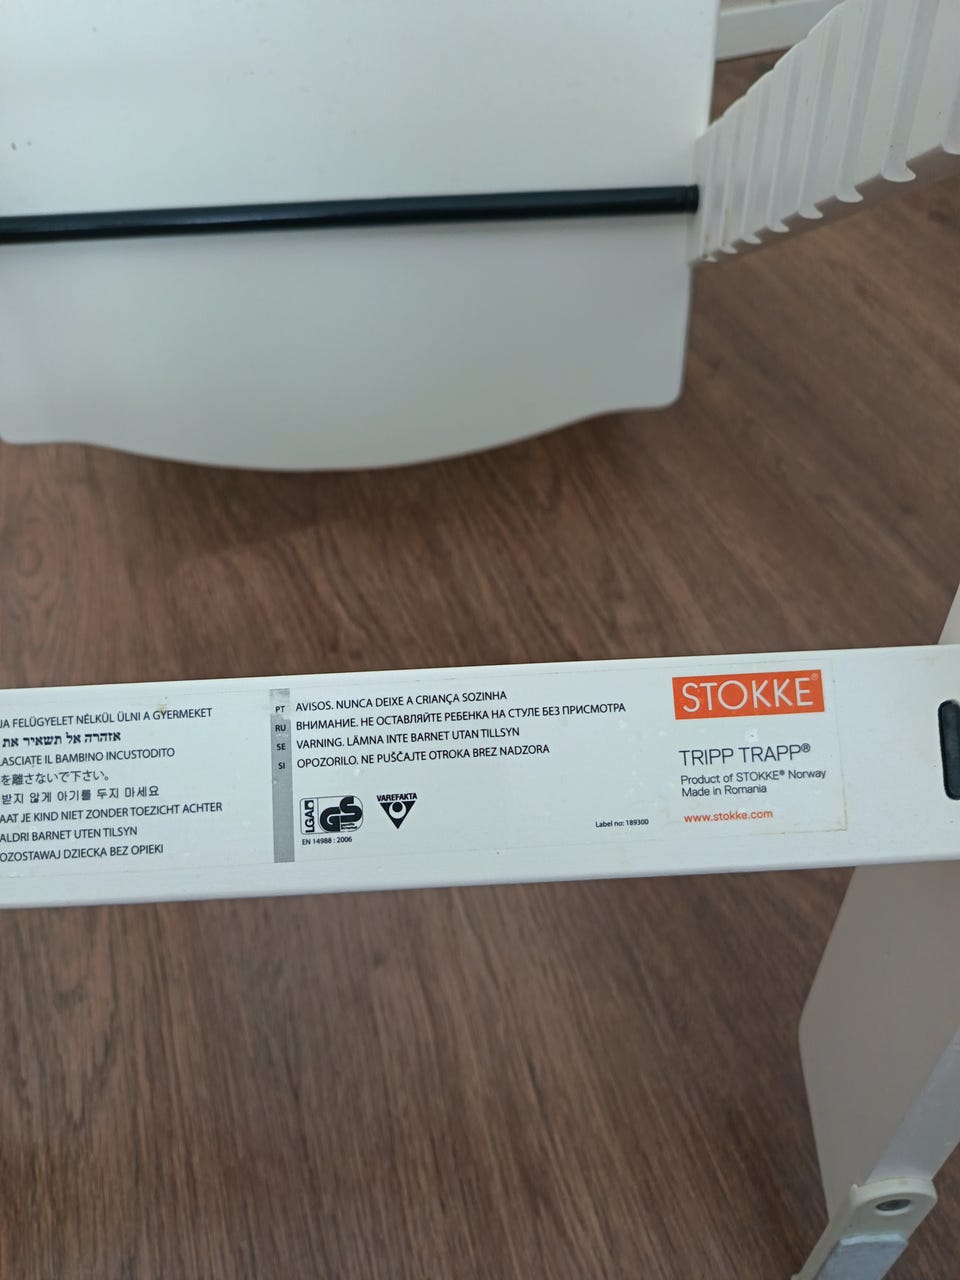 JA FELÜGYELET NÉLKÜL ÜLNI A GYERMEKET
אזהרה אל תשאיר את
LASCIATE IL BAMBINO INCUSTODITO
を離さないで下さい。
받지 않게 아기를 두지 마세요
AAT JE KIND NIET ZONDER TOEZICHT ACHTER
ALDRI BARNET UTEN TILSYN
OZOSTAWAJ DZIECKA BEZ OPIEKI
PT AVISOS. NUNCA DEIXE A CRIANÇA SOZINHA
RU ВНИМАНИЕ. НЕ ОСТАВЛЯЙТЕ РЕБЕНКА НА СТУЛЕ БЕЗ ПРИСМОТРА
SE VARNING. LÄMNA INTE BARNET UTAN TILLSYN
SI OPOZORILO. NE PUŠČAJTE OTROKA BREZ NADZORA
LGA GS
EN 14988 : 2006
VAREFAKTA
Label no: 189300
STOKKE®
TRIPP TRAPP®
Product of STOKKE® Norway
Made in Romania
www.stokke.com